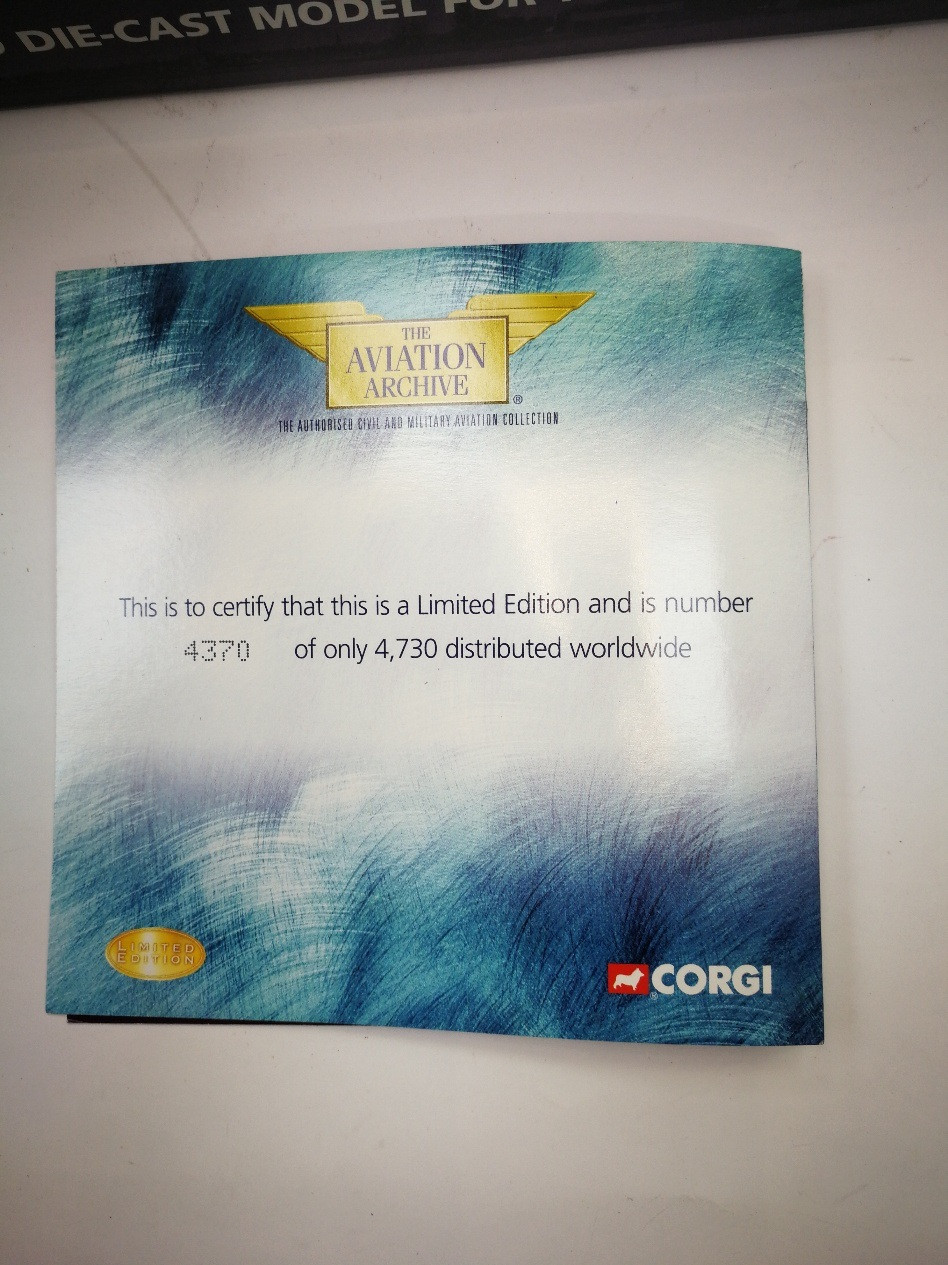 DIE-CAST MODEL FOR
THE
AVIATION
ARCHIVE
®
THE AUTHORISED CIVIL AND MILITARY AVIATION COLLECTION
This is to certify that this is a Limited Edition and is number
4370 of only 4,730 distributed worldwide
LIMITED
EDITION
® CORGI